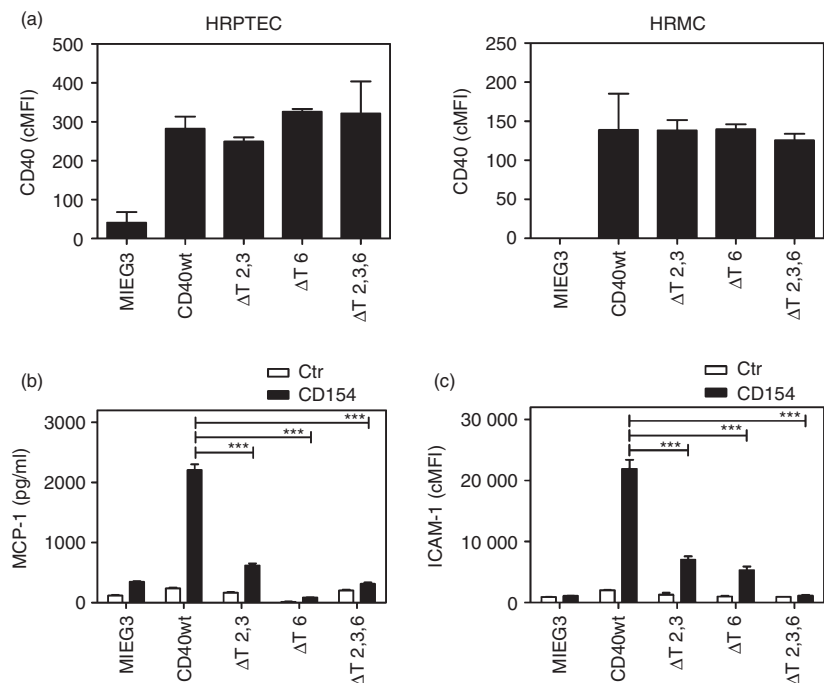 (a)
HRPTEC
500
400
300
200
100
0
CD40 (cMFI)
MIEG3
CD40wt
ΔT 2,3
ΔT 6
ΔT 2,3,6
HRMC
250
200
150
100
50
0
CD40 (cMFI)
MIEG3
CD40wt
ΔT 2,3
ΔT 6
ΔT 2,3,6
(b)
Ctr
CD154
3000
2000
1000
0
MCP-1 (pg/ml)
***
***
***
MIEG3
CD40wt
ΔT 2,3
ΔT 6
ΔT 2,3,6
(c)
Ctr
CD154
30 000
20 000
10 000
0
ICAM-1 (cMFI)
***
***
***
MIEG3
CD40wt
ΔT 2,3
ΔT 6
ΔT 2,3,6